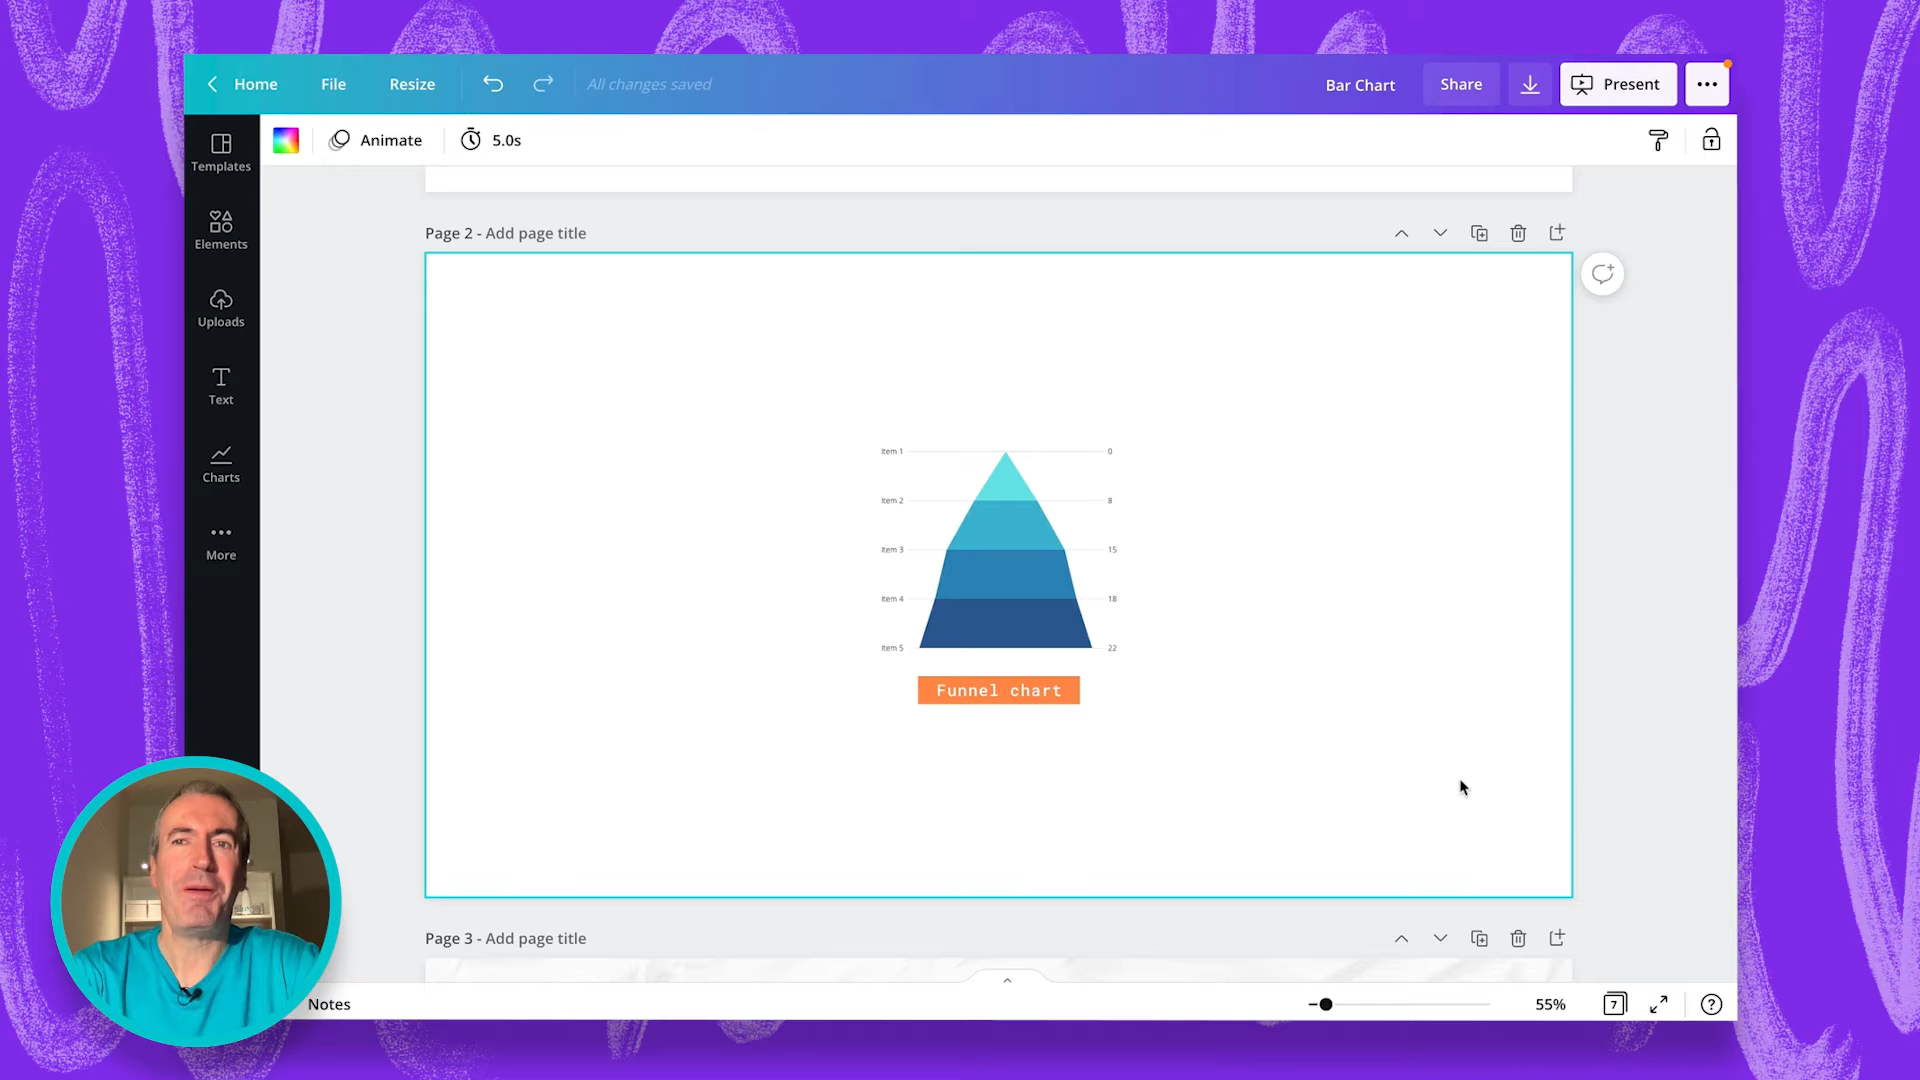 Home File Resize All changes saved Bar Chart Share Present
Animate 5.0s
Templates
Elements
Uploads
Text
Charts
More
Page 2 - Add page title
Item 1 0
Item 2 8
Item 3 15
Item 4 18
Item 5 22
Funnel chart
Page 3 - Add page title
Notes 55% 7 ?